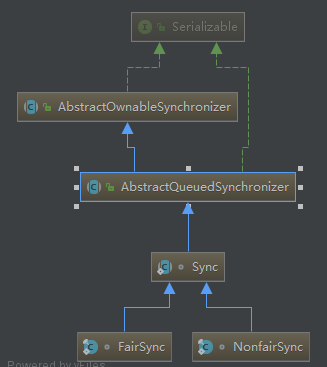 Serializable
AbstractOwnableSynchronizer
AbstractQueuedSynchronizer
Sync
FairSync
NonfairSync
Powered by yFiles